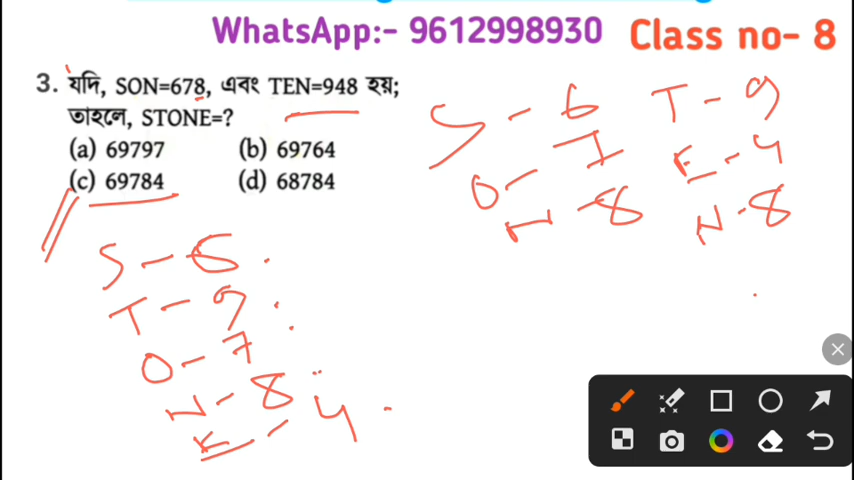 WhatsApp:- 9612998930 Class no- 8
3. যদি, SON=678, এবং TEN=948 হয়;
তাহলে, STONE=?
(a) 69797 (b) 69764
(c) 69784 (d) 68784
S - 6 T - 9
O - 7 E - 4
N - 8 N - 8
S - 6
T - 9
O - 7
N - 8
E - 4